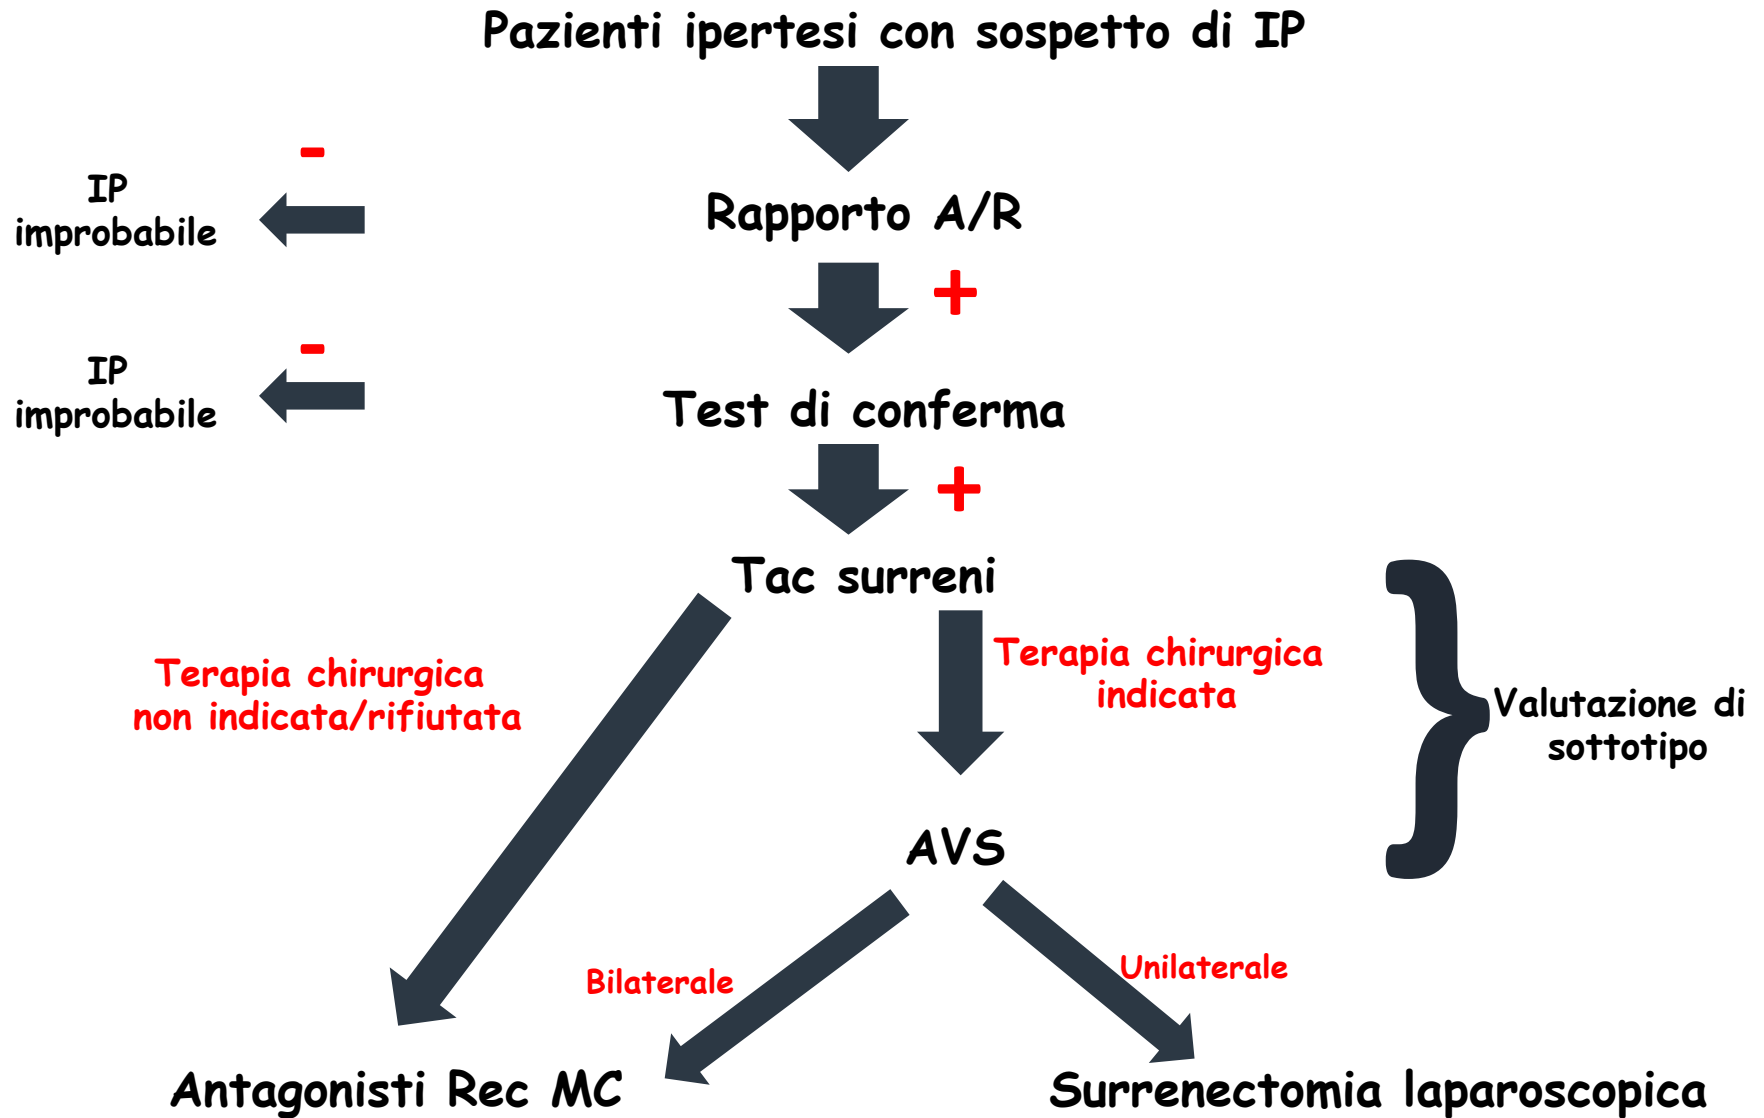 Pazienti ipertesi con sospetto di IP
-
IP
improbabile
Rapporto A/R
+
-
IP
improbabile
Test di conferma
+
Tac surreni
Terapia chirurgica
non indicata/rifiutata
Terapia chirurgica
indicata
}
Valutazione di
sottotipo
AVS
Bilaterale
Unilaterale
Antagonisti Rec MC
Surrenectomia laparoscopica